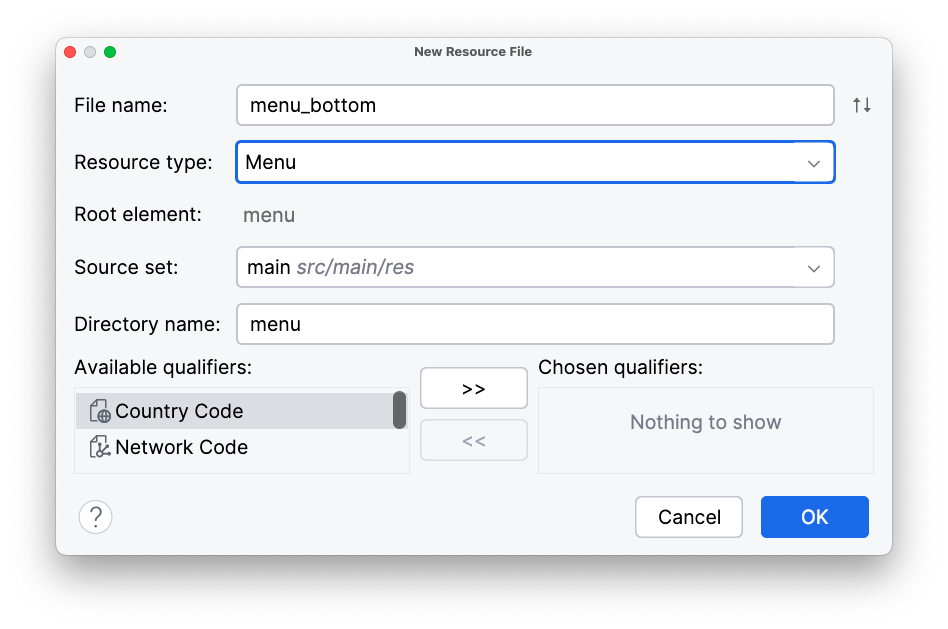 New Resource File
File name: menu_bottom
Resource type: Menu
Root element: menu
Source set: main src/main/res
Directory name: menu
Available qualifiers:
Chosen qualifiers:
Country Code
Network Code
>>
<<
Nothing to show
?
Cancel
OK